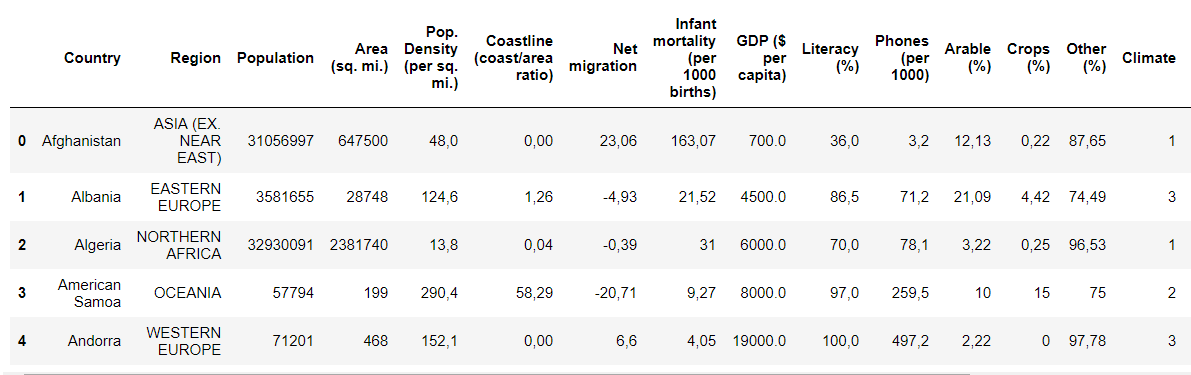 Country Region Population Area (sq. mi.) Pop. Density (per sq. mi.) Coastline (coast/area ratio) Net migration Infant mortality (per 1000 births) GDP ($ per capita) Literacy (%) Phones (per 1000) Arable (%) Crops (%) Other (%) Climate
0 Afghanistan ASIA (EX. NEAR EAST) 31056997 647500 48,0 0,00 23,06 163,07 700.0 36,0 3,2 12,13 0,22 87,65 1
1 Albania EASTERN EUROPE 3581655 28748 124,6 1,26 -4,93 21,52 4500.0 86,5 71,2 21,09 4,42 74,49 3
2 Algeria NORTHERN AFRICA 32930091 2381740 13,8 0,04 -0,39 31 6000.0 70,0 78,1 3,22 0,25 96,53 1
3 American Samoa OCEANIA 57794 199 290,4 58,29 -20,71 9,27 8000.0 97,0 259,5 10 15 75 2
4 Andorra WESTERN EUROPE 71201 468 152,1 0,00 6,6 4,05 19000.0 100,0 497,2 2,22 0 97,78 3